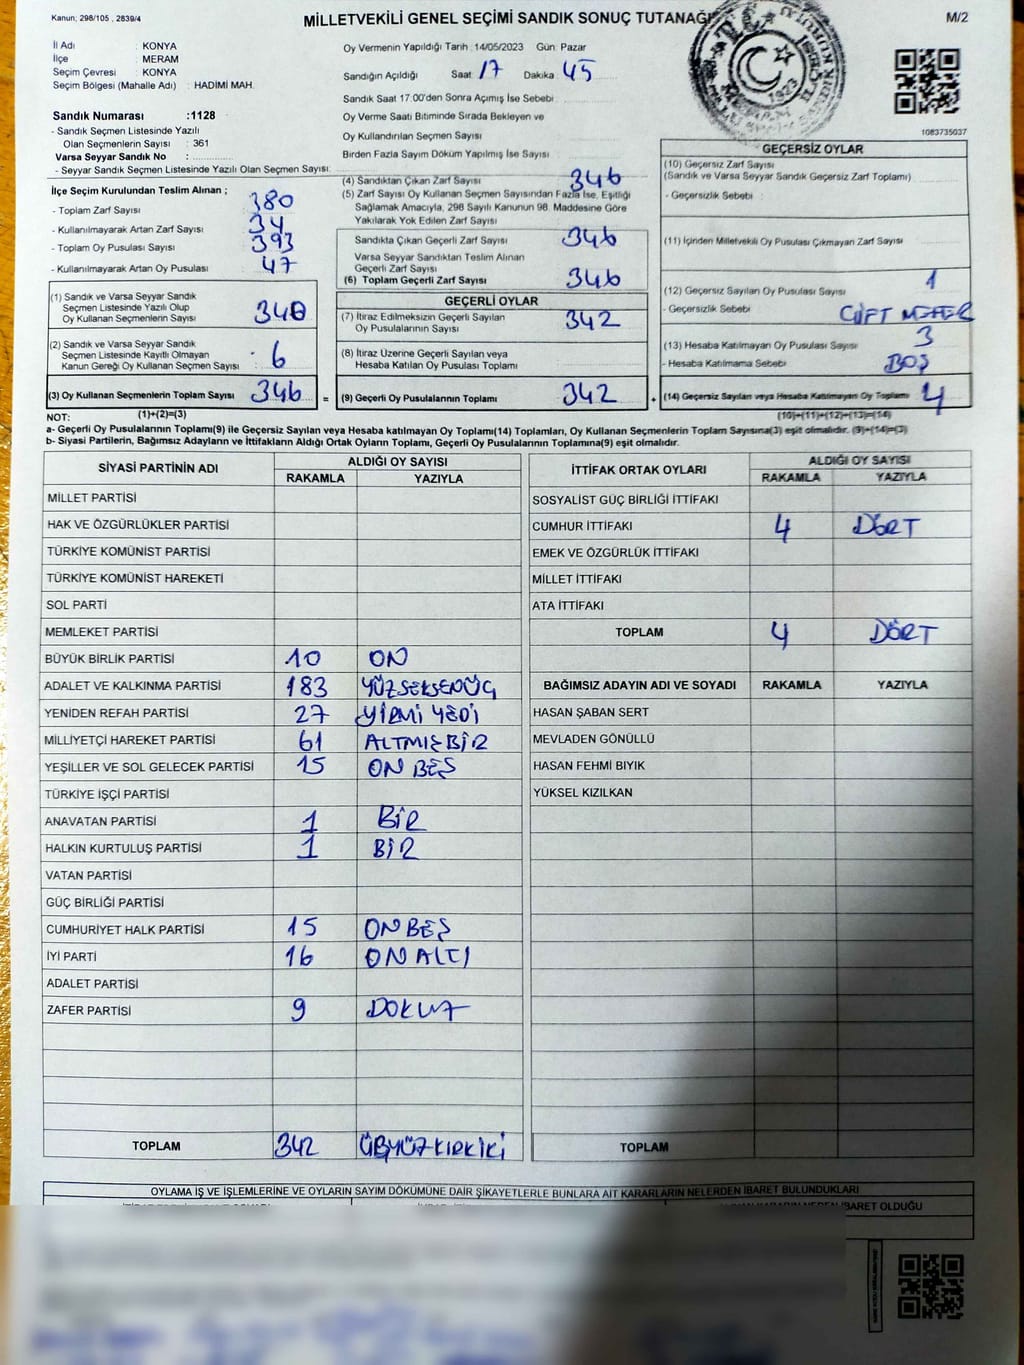 Kanun; 298/105 , 2839/4
MİLLETVEKİLİ GENEL SEÇİMİ SANDIK SONUÇ TUTANAĞI
M/2
İl Adı : KONYA
İlçe : MERAM
Seçim Çevresi : KONYA
Seçim Bölgesi (Mahalle Adı) : HADIMI MAH.
Sandık Numarası :1128
- Sandık Seçmen Listesinde Yazılı
Olan Seçmenlerin Sayısı : 361
Varsa Seyyar Sandık No :
- Seyyar Sandık Seçmen Listesinde Yazılı Olan Seçmen Sayısı:
Oy Vermenin Yapıldığı Tarih :14/05/2023 Gün: Pazar
Sandığın Açıldığı Saat: 17 Dakika: 45
Sandık Saat 17:00'den Sonra Açımış İse Sebebi :
Oy Verme Saati Bitiminde Sırada Bekleyen ve
Oy Kullandırılan Seçmen Sayısı :
Birden Fazla Sayım Döküm Yapılmış İse Sayısı :
1923
1083735037
İlçe Seçim Kurulundan Teslim Alınan ;
- Toplam Zarf Sayısı : 380
- Kullanılmayarak Artan Zarf Sayısı : 34
- Toplam Oy Pusulası Sayısı : 393
- Kullanılmayarak Artan Oy Pusulası : 47
(4) Sandıktan Çıkan Zarf Sayısı : 346
(5) Zarf Sayısı Oy Kullanan Seçmen Sayısından Fazla İse, Eşitliği
Sağlamak Amacıyla, 298 Sayılı Kanunun 98. Maddesine Göre
Yakılarak Yok Edilen Zarf Sayısı :
Sandıkta Çıkan Geçerli Zarf Sayısı : 346
Varsa Seyyar Sandıktan Teslim Alınan
Geçerli Zarf Sayısı :
(6) Toplam Geçerli Zarf Sayısı : 346
GEÇERSİZ OYLAR
(10) Geçersiz Zarf Sayısı
(Sandık ve Varsa Seyyar Sandık Geçersiz Zarf Toplamı) :
- Geçersizlik Sebebi :
(11) İçinden Milletvekili Oy Pusulası Çıkmayan Zarf Sayısı
(12) Geçersiz Sayılan Oy Pusulası Sayısı : 1
- Geçersizlik Sebebi : ÇİFT MÜHÜR
(13) Hesaba Katılmayan Oy Pusulası Sayısı : 3
- Hesaba Katılmama Sebebi : BOŞ
(1) Sandık ve Varsa Seyyar Sandık
Seçmen Listesinde Yazılı Olup
Oy Kullanan Seçmenlerin Sayısı : 340
(2) Sandık ve Varsa Seyyar Sandık
Seçmen Listesinde Kayıtlı Olmayan
Kanun Gereği Oy Kullanan Seçmen Sayısı : 6
GEÇERLİ OYLAR
(7) İtiraz Edilmeksizin Geçerli Sayılan
Oy Pusulalarının Sayısı : 342
(8) İtiraz Üzerine Geçerli Sayılan veya
Hesaba Katılan Oy Pusulası Toplamı :
(3) Oy Kullanan Seçmenlerin Toplam Sayısı : 346 = (9) Geçerli Oy Pusulalarının Toplamı : 342 + (14) Geçersiz Sayılan veya Hesaba Katılmayan Oy Toplamı : 4
NOT: (1)+(2)=(3) (10)+(11)+(12)+(13)=(14)
a- Geçerli Oy Pusulasının Toplamı(9) ile Geçersiz Sayılan veya Hesaba katılmayan Oy Toplamı(14) Toplamları, Oy Kullanan Seçmenlerin Toplam Sayısına(3) eşit olmalıdır. (9)+(14)=(3)
b- Siyasi Partilerin, Bağımsız Adayların ve İttifakların Aldığı Ortak Oyların Toplamı, Geçerli Oy Pusulalarının Toplamına(9) eşit olmalıdır.
SİYASİ PARTİNİN ADI ALDIĞI OY SAYISI
RAKAMLA YAZIYLA
MİLLET PARTİSİ
HAK VE ÖZGÜRLÜKLER PARTİSİ
TÜRKİYE KOMÜNİST PARTİSİ
TÜRKİYE KOMÜNİST HAREKETİ
SOL PARTİ
MEMLEKET PARTİSİ
BÜYÜK BİRLİK PARTİSİ 10 ON
ADALET VE KALKINMA PARTİSİ 183 YÜZSEKSENÜÇ
YENİDEN REFAH PARTİSİ 27 YİRMİ YEDİ
MİLLİYETÇİ HAREKET PARTİSİ 61 ALTMIŞBİR
YEŞİLLER VE SOL GELECEK PARTİSİ 15 ON BEŞ
TÜRKİYE İŞÇİ PARTİSİ
ANAVATAN PARTİSİ 1 BİR
HALKIN KURTULUŞ PARTİSİ 1 BİR
VATAN PARTİSİ
GÜÇ BİRLİĞİ PARTİSİ
CUMHURİYET HALK PARTİSİ 15 ON BEŞ
İYİ PARTİ 16 ON ALTI
ADALET PARTİSİ
ZAFER PARTİSİ 9 DOKUZ
TOPLAM 342 ÜÇYÜZKIRKİKİ
İTTİFAK ORTAK OYLARI ALDIĞI OY SAYISI
RAKAMLA YAZIYLA
SOSYALİST GÜÇ BİRLİĞİ İTTİFAKI
CUMHUR İTTİFAKI 4 DÖRT
EMEK VE ÖZGÜRLÜK İTTİFAKI
MİLLET İTTİFAKI
ATA İTTİFAKI
TOPLAM 4 DÖRT
BAĞIMSIZ ADAYIN ADI VE SOYADI RAKAMLA YAZIYLA
HASAN ŞABAN SERT
MEVLADEN GÖNÜLLÜ
HASAN FEHMI BIYIK
YÜKSEL KIZILKAN
TOPLAM
OYLAMA İŞ VE İŞLEMLERİNE VE OYLARIN SAYIM DÖKÜMÜNE DAİR ŞİKAYETLERLE BUNLARA AİT KARARLARIN NELERDEN İBARET BULUNDUKLARI
İBARET OLDUĞU